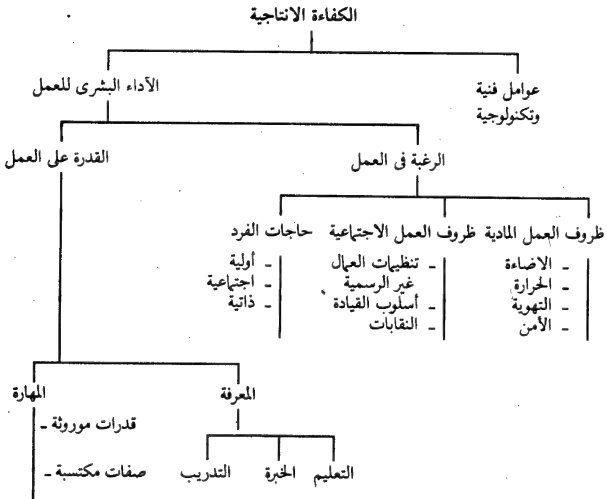 الكفاءة الانتاجية
عوامل فنية
وتكنولوجية
الآداء البشرى للعمل
الرغبة فى العمل
القدرة على العمل
ظروف العمل المادية
- الاضاءة
- الحرارة
- التهوية
- الأمن
ظروف العمل الاجتماعية
- تنظيمات العمال
غير الرسمية
- أسلوب القيادة
- النقابات
حاجات الفرد
- أولية
- اجتماعية
- ذاتية
المعرفة
المهارة
التعليم
الخبرة
التدريب
قدرات موروثة -
صفات مكتسبة -